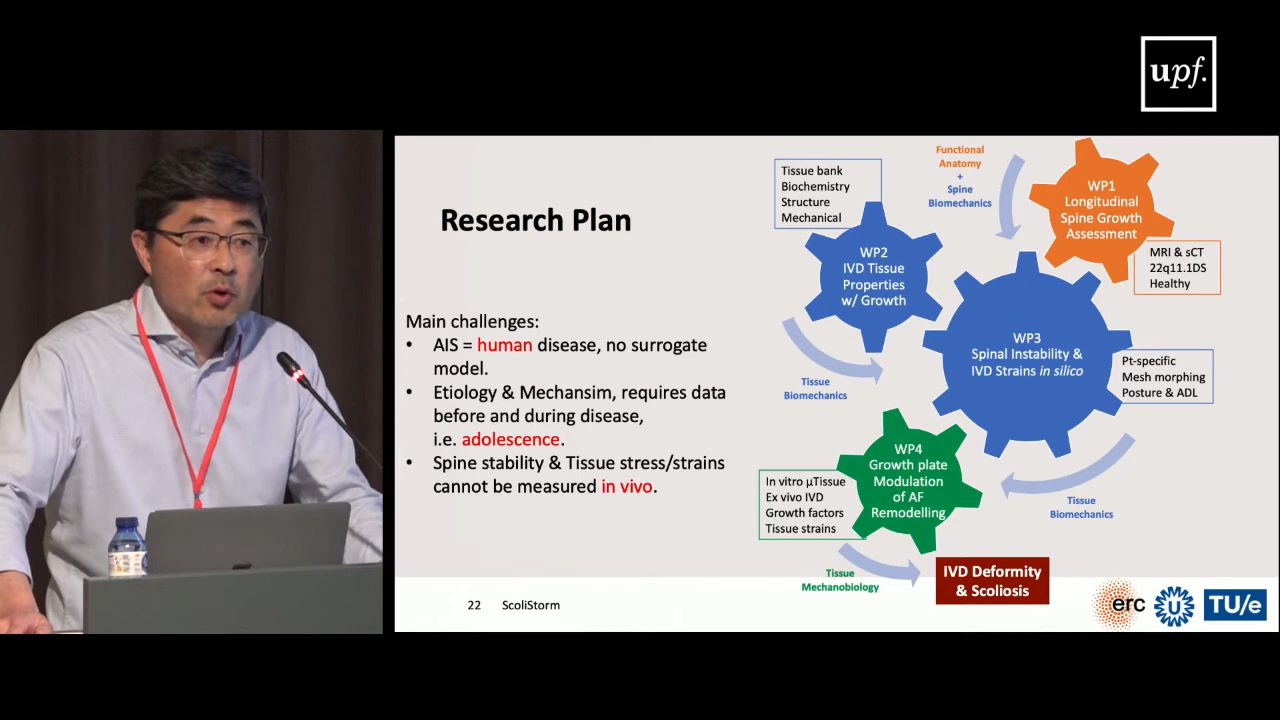 upf.
Research Plan
Main challenges:
• AIS = human disease, no surrogate
model.
• Etiology & Mechansim, requires data
before and during disease,
i.e. adolescence.
• Spine stability & Tissue stress/strains
cannot be measured in vivo.
Tissue bank
Biochemistry
Structure
Mechanical
WP2
IVD Tissue
Properties
w/ Growth
Functional
Anatomy
+
Spine
Biomechanics
WP1
Longitudinal
Spine Growth
Assessment
MRI & sCT
22q11.1DS
Healthy
WP3
Spinal Instability &
IVD Strains in silico
Pt-specific
Mesh morphing
Posture & ADL
Tissue
Biomechanics
WP4
Growth plate
Modulation
of AF
Remodelling
In vitro µTissue
Ex vivo IVD
Growth factors
Tissue strains
Tissue
Biomechanics
Tissue
Mechanobiology
IVD Deformity
& Scoliosis
22 ScoliStorm
erc
U
TU/e